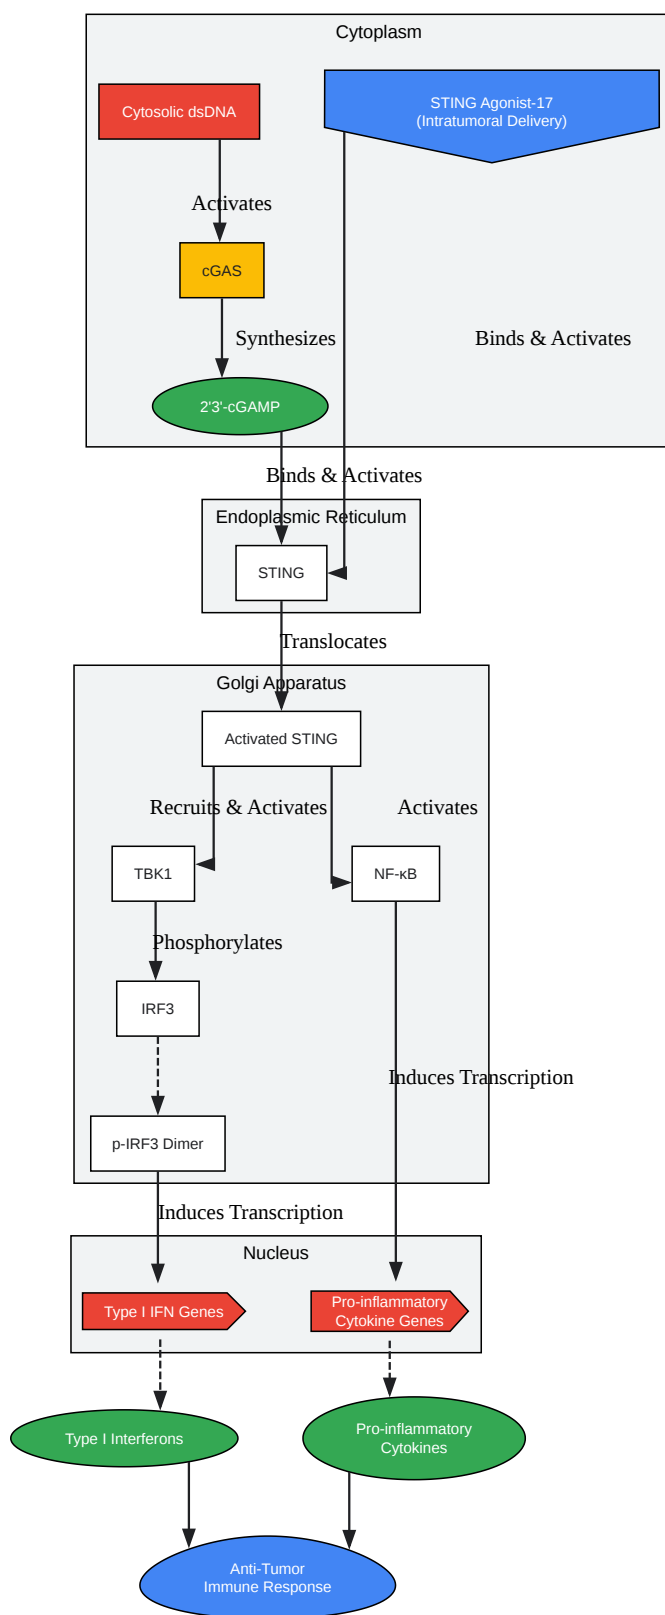 Cytoplasm
Cytosolic dsDNA
STING Agonist-17
(Intratumoral Delivery)
Activates
cGAS
Synthesizes
Binds & Activates
2'3'-cGAMP
Binds & Activates
Endoplasmic Reticulum
STING
Translocates
Golgi Apparatus
Activated STING
Recruits & Activates
Activates
TBK1
NF-κB
Phosphorylates
IRF3
Induces Transcription
p-IRF3 Dimer
Induces Transcription
Nucleus
Type I IFN Genes
Pro-inflammatory
Cytokine Genes
Type I Interferons
Pro-inflammatory
Cytokines
Anti-Tumor
Immune Response